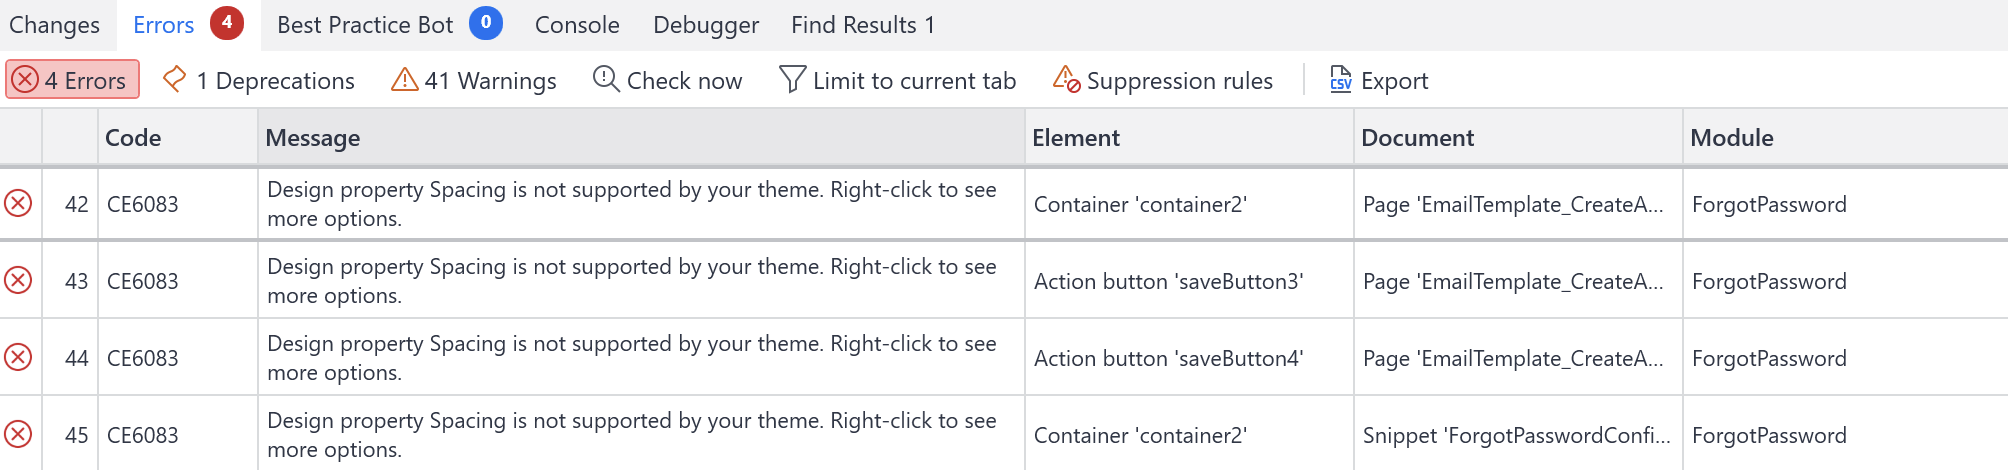 Changes Errors 4 Best Practice Bot 0 Console Debugger Find Results 1
4 Errors 1 Deprecations 41 Warnings Check now Limit to current tab Suppression rules CSV Export
Code Message Element Document Module
42 CE6083 Design property Spacing is not supported by your theme. Right-click to see
more options. Container 'container2' Page 'EmailTemplate_CreateA... ForgotPassword
43 CE6083 Design property Spacing is not supported by your theme. Right-click to see
more options. Action button 'saveButton3' Page 'EmailTemplate_CreateA... ForgotPassword
44 CE6083 Design property Spacing is not supported by your theme. Right-click to see
more options. Action button 'saveButton4' Page 'EmailTemplate_CreateA... ForgotPassword
45 CE6083 Design property Spacing is not supported by your theme. Right-click to see
more options. Container 'container2' Snippet 'ForgotPasswordConfi... ForgotPassword